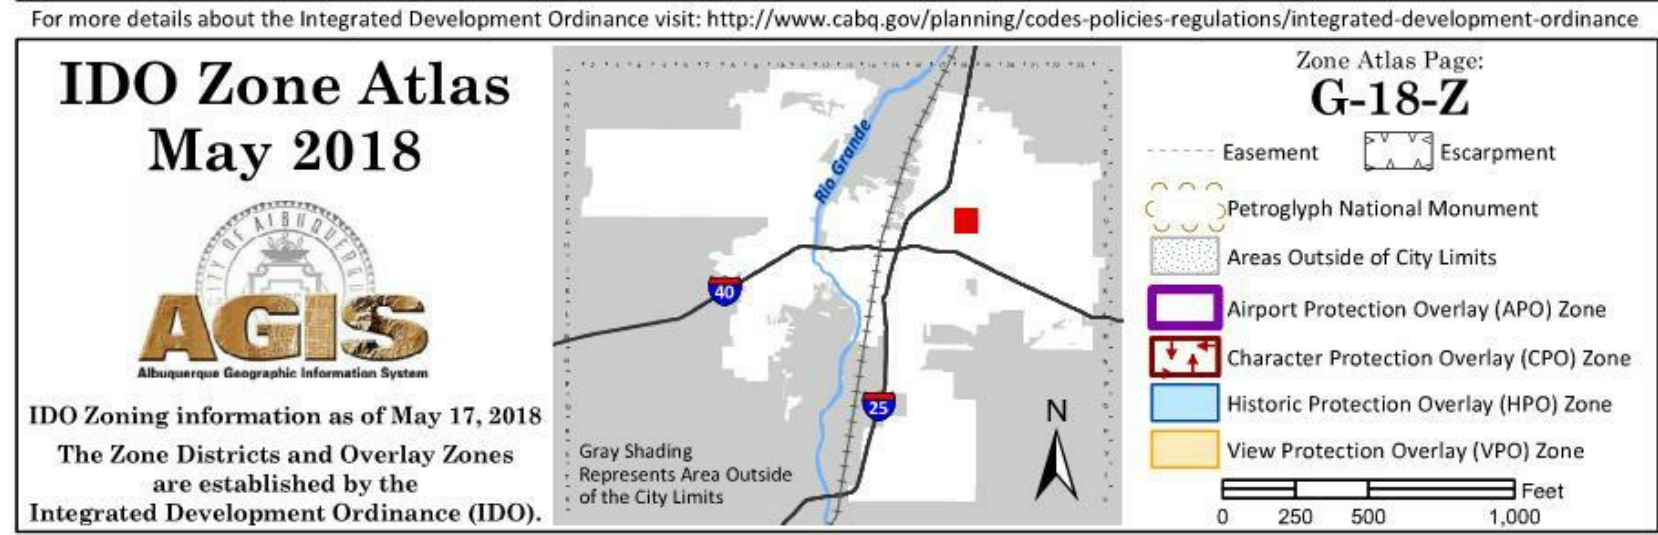 For more details about the Integrated Development Ordinance visit: http://www.cabq.gov/planning/codes-policies-regulations/integrated-development-ordinance
IDO Zone Atlas
May 2018
CITY OF ALBUQUERQUE
AGIS
Albuquerque Geographic Information System
IDO Zoning information as of May 17, 2018
The Zone Districts and Overlay Zones
are established by the
Integrated Development Ordinance (IDO).
Rio Grande
40
25
N
Gray Shading
Represents Area Outside
of the City Limits
Zone Atlas Page:
G-18-Z
Easement
Escarpment
Petroglyph National Monument
Areas Outside of City Limits
Airport Protection Overlay (APO) Zone
Character Protection Overlay (CPO) Zone
Historic Protection Overlay (HPO) Zone
View Protection Overlay (VPO) Zone
Feet
0 250 500 1,000